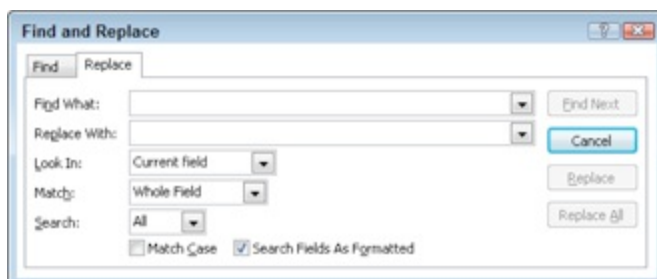 Find and Replace
Find Replace
Find What:
Find Next
Replace With:
Cancel
Look In: Current field
Match: Whole Field
Replace
Search: All
Replace All
Match Case Search Fields As Formatted